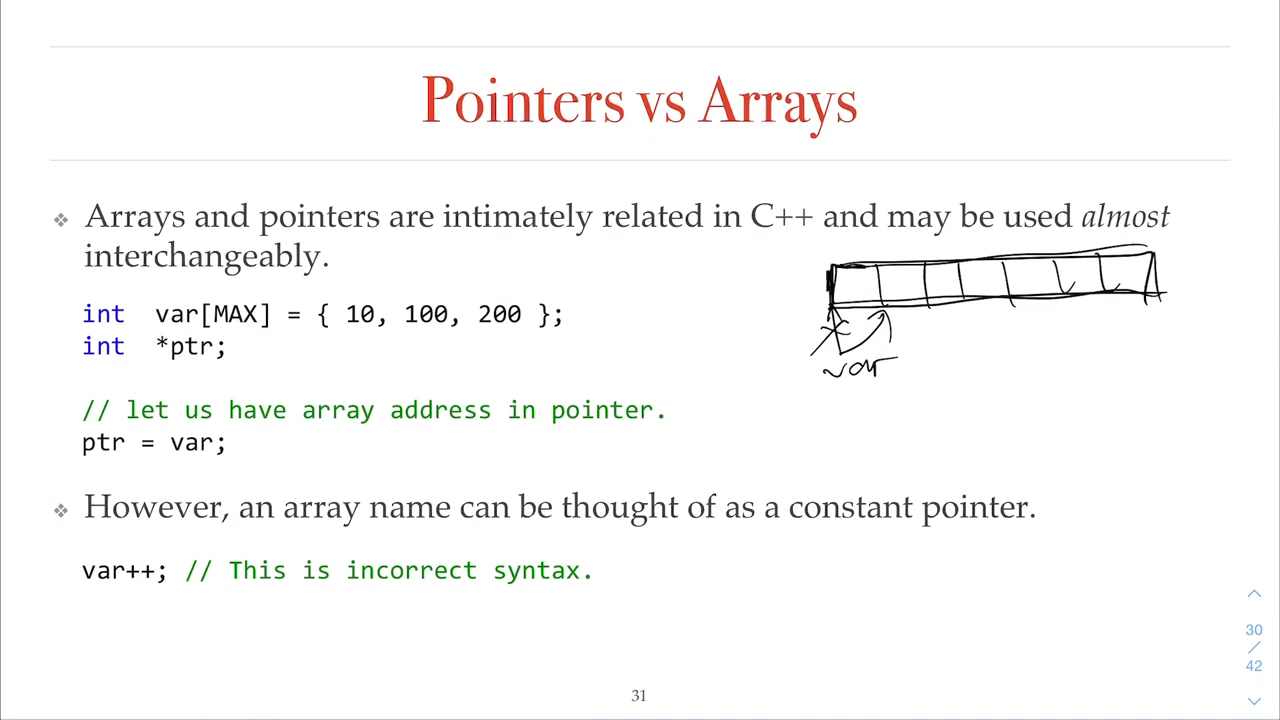 Pointers vs Arrays
❖ Arrays and pointers are intimately related in C++ and may be used almost
interchangeably.
int  var[MAX] = { 10, 100, 200 };
int  *ptr;
var
// let us have array address in pointer.
ptr = var;
❖ However, an array name can be thought of as a constant pointer.
var++; // This is incorrect syntax.
30
/
42
31